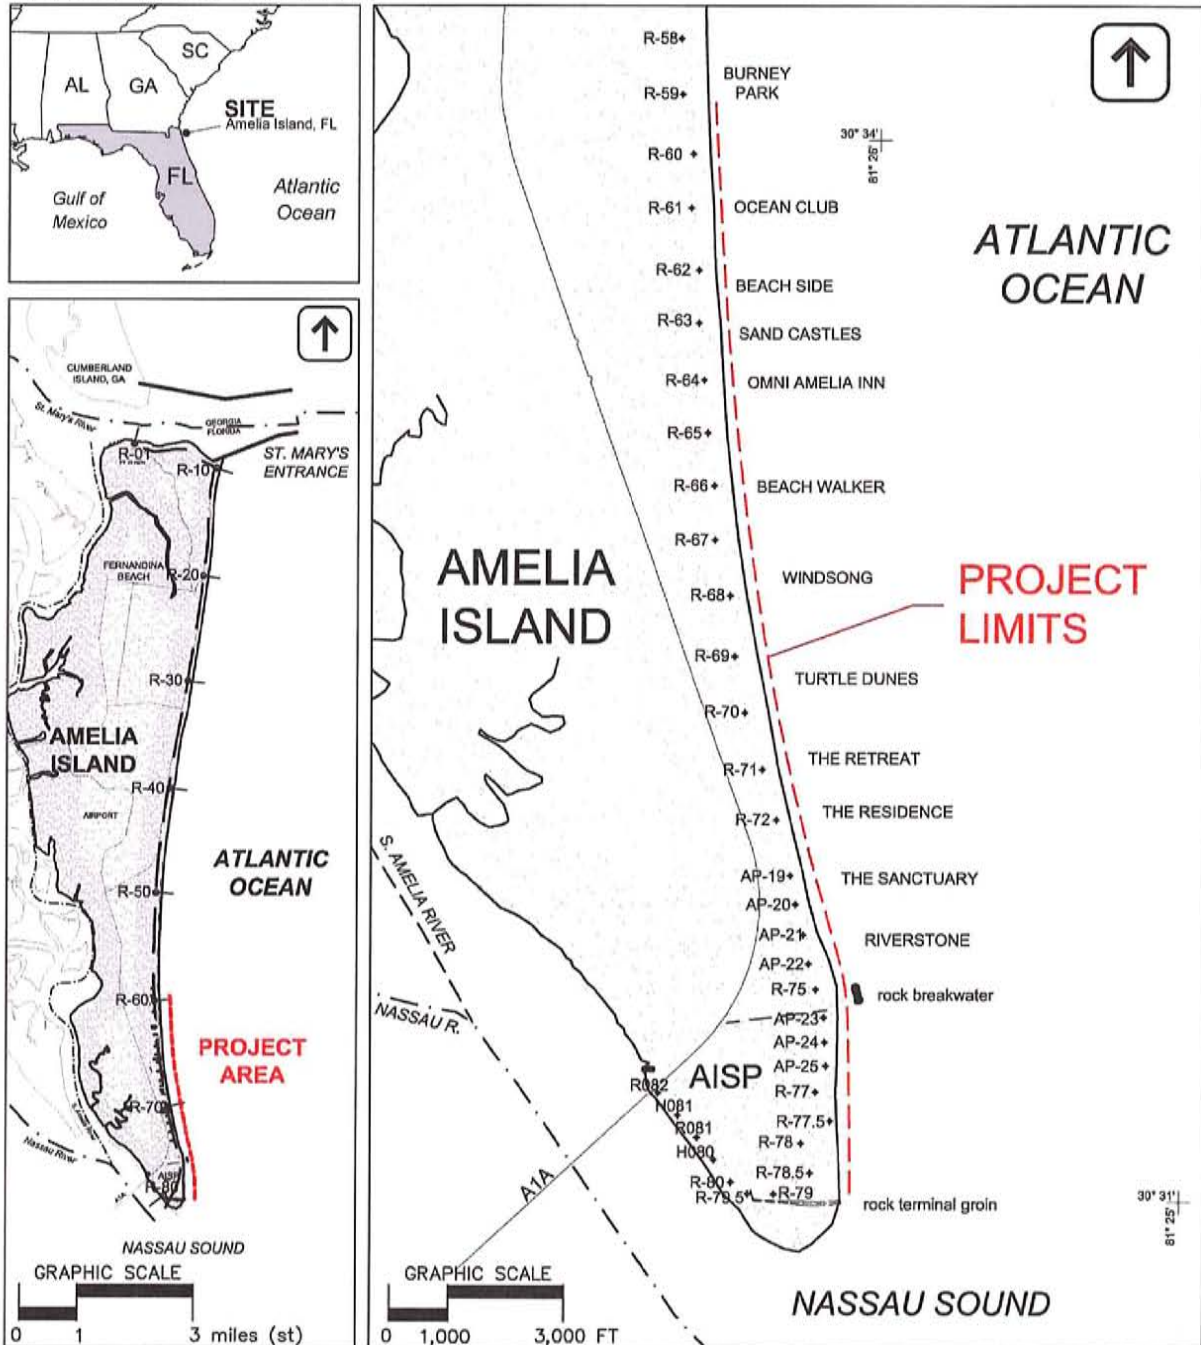 AL
GA
SC
SITE
Amelia Island, FL
FL
Gulf of
Mexico
Atlantic
Ocean
CUMBERLAND
ISLAND, GA
St. Mary's River
GEORGIA
FLORIDA
ST. MARY'S
ENTRANCE
R-01
R-10
FERNANDINA
BEACH
R-20
R-30
AMELIA
ISLAND
R-40
AIRPORT
ATLANTIC
OCEAN
R-50
R-60
PROJECT
AREA
R-70
Nassau River
AISP
R-80
A1A
NASSAU SOUND
GRAPHIC SCALE
0 1 3 miles (st)
R-58
BURNEY
PARK
R-59
30° 34'
81° 26'
R-60
R-61
OCEAN CLUB
ATLANTIC
OCEAN
R-62
BEACH SIDE
R-63
SAND CASTLES
R-64
OMNI AMELIA INN
R-65
R-66
BEACH WALKER
R-67
AMELIA
ISLAND
WINDSONG
PROJECT
LIMITS
R-68
R-69
TURTLE DUNES
R-70
THE RETREAT
R-71
THE RESIDENCE
R-72
AP-19
THE SANCTUARY
AP-20
S. AMELIA RIVER
AP-21
RIVERSTONE
AP-22
R-75
rock breakwater
NASSAU R.
AP-23
AP-24
AP-25
AISP
R082
R-77
H081
R-77.5
R081
R-78
H080
R-78.5
R-80
R-79.5
R-79
A1A
rock terminal groin
30° 31'
81° 25'
GRAPHIC SCALE
0 1,000 3,000 FT
NASSAU SOUND